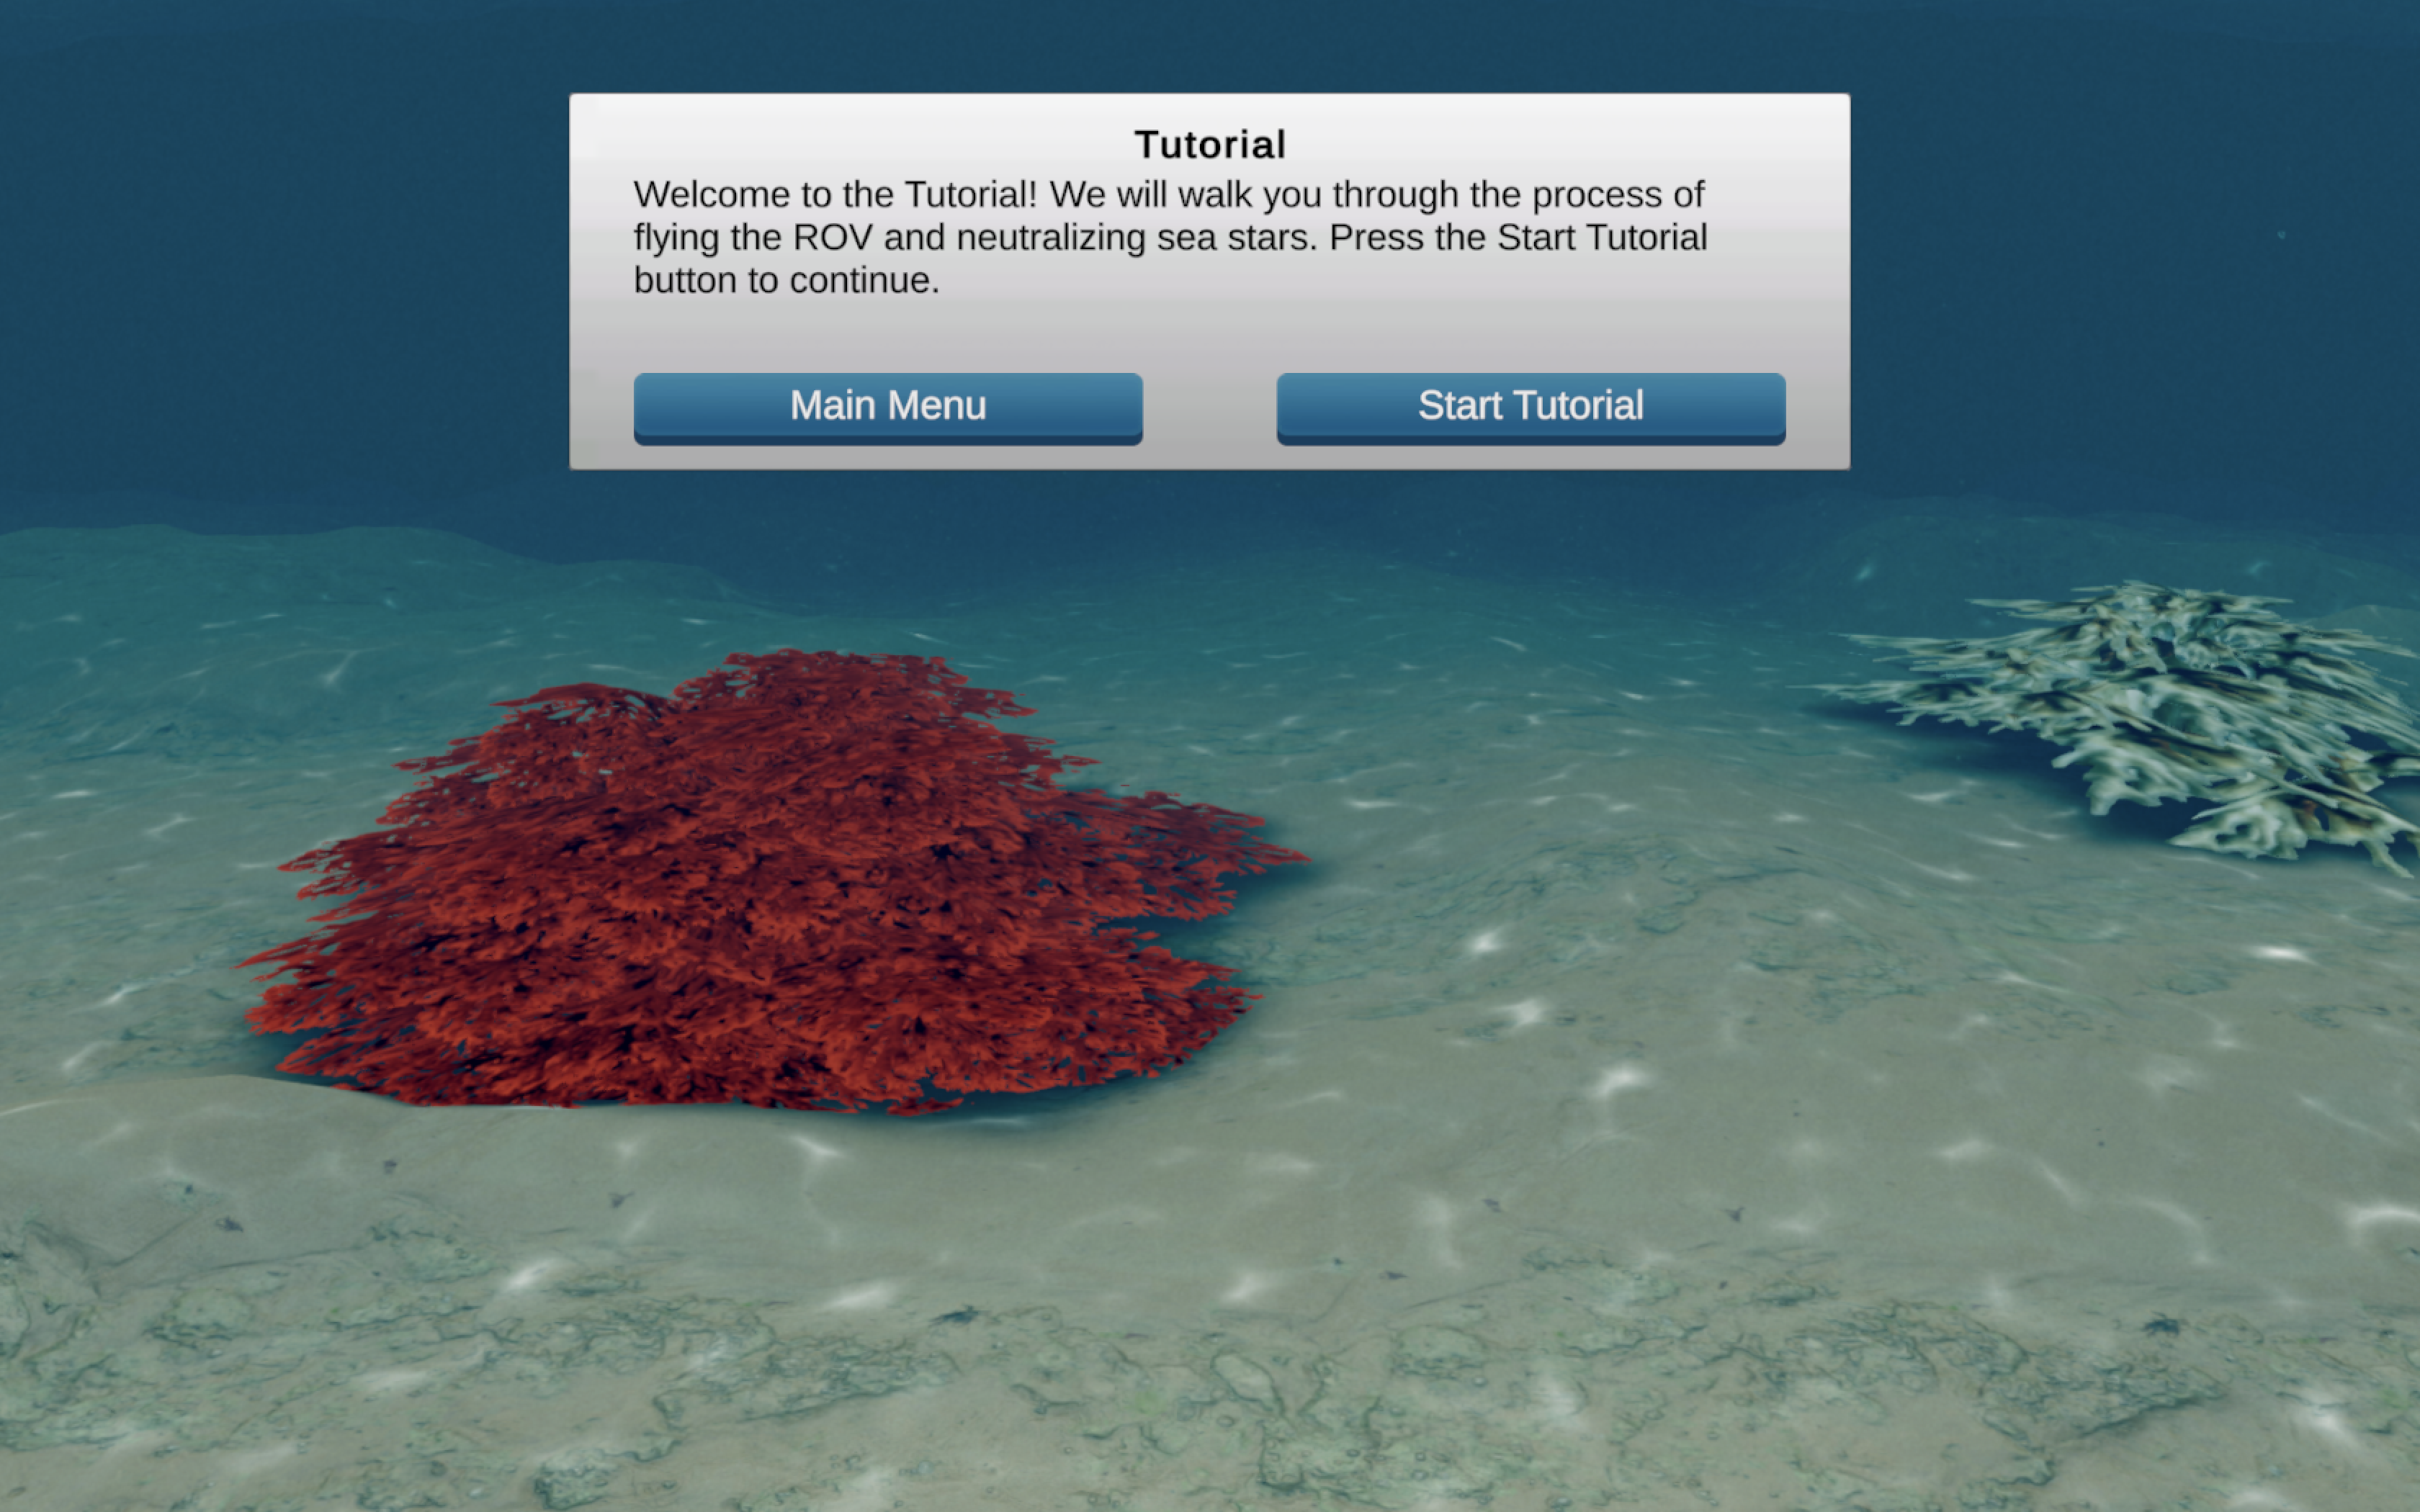 Tutorial
Welcome to the Tutorial! We will walk you through the process of
flying the ROV and neutralizing sea stars. Press the Start Tutorial
button to continue.
Main Menu
Start Tutorial